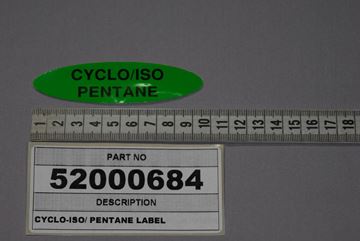 CYCLO/ISO
PENTANE
1 2 3 4 5 6 7 8 9 10 11 12 13 14 15 16 17 18
PART NO
52000684
DESCRIPTION
CYCLO-ISO/ PENTANE LABEL